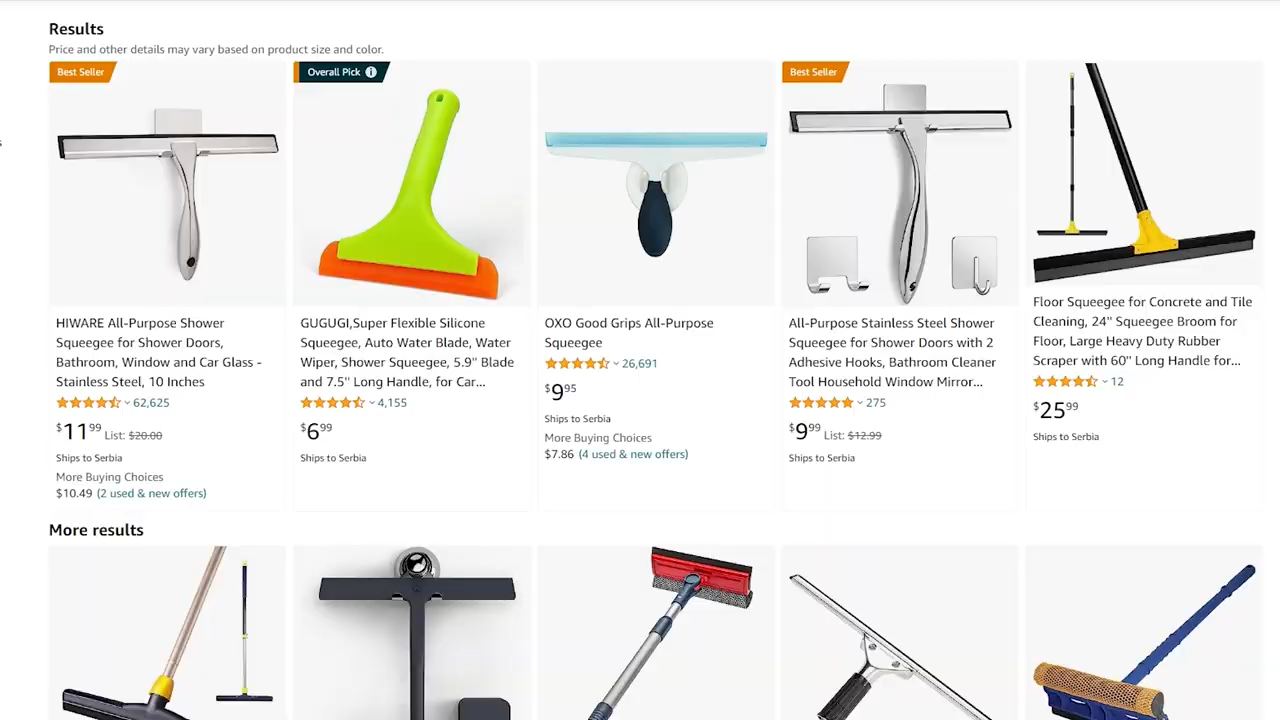 Results
Price and other details may vary based on product size and color.
Best Seller
HIWARE All-Purpose Shower
Squeegee for Shower Doors,
Bathroom, Window and Car Glass -
Stainless Steel, 10 Inches
62,625
$11.99 List: $20.00
Ships to Serbia
More Buying Choices
$10.49 (2 used & new offers)
Overall Pick
GUGUGI,Super Flexible Silicone
Squeegee, Auto Water Blade, Water
Wiper, Shower Squeegee, 5.9'' Blade
and 7.5'' Long Handle, for Car...
4,155
$6.99
Ships to Serbia
OXO Good Grips All-Purpose
Squeegee
26,691
$9.95
Ships to Serbia
More Buying Choices
$7.86 (4 used & new offers)
Best Seller
All-Purpose Stainless Steel Shower
Squeegee for Shower Doors with 2
Adhesive Hooks, Bathroom Cleaner
Tool Household Window Mirror...
275
$9.99 List: $12.99
Ships to Serbia
Floor Squeegee for Concrete and Tile
Cleaning, 24'' Squeegee Broom for
Floor, Large Heavy Duty Rubber
Scraper with 60'' Long Handle for...
12
$25.99
Ships to Serbia
More results